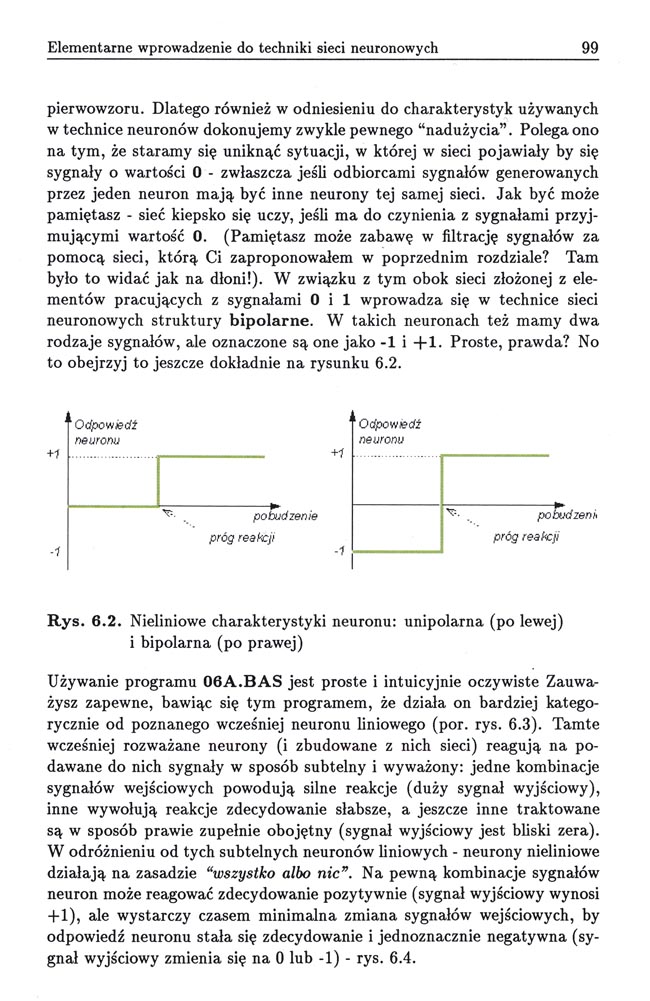 Elementarne wprowadzenie do techniki sieci neuronowych 99
pierwowzoru. Dlatego również w odniesieniu do charakterystyk używanych
w technice neuronów dokonujemy zwykle pewnego “nadużycia”. Polega ono
na tym, że staramy się uniknąć sytuacji, w której w sieci pojawiały by się
sygnały o wartości 0 - zwłaszcza jeśli odbiorcami sygnałów generowanych
przez jeden neuron mają być inne neurony tej samej sieci. Jak być może
pamiętasz - sieć kiepsko się uczy, jeśli ma do czynienia z sygnałami przyj-
mującymi wartość 0. (Pamiętasz może zabawę w filtrację sygnałów za
pomocą sieci, którą Ci zaproponowałem w poprzednim rozdziale? Tam
było to widać jak na dłoni!). W związku z tym obok sieci złożonej z ele-
mentów pracujących z sygnałami 0 i 1 wprowadza się w technice sieci
neuronowych struktury bipolarne. W takich neuronach też mamy dwa
rodzaje sygnałów, ale oznaczone są one jako -1 i +1. Proste, prawda? No
to obejrzyj to jeszcze dokładnie na rysunku 6.2.
Odpowiedź
neuronu
+1
pobudzenie
próg reakcji
-1
Odpowiedź
neuronu
+1
pobudzeni
próg reakcji
-1
Rys. 6.2. Nieliniowe charakterystyki neuronu: unipolarna (po lewej)
i bipolarna (po prawej)
Używanie programu 06A.BAS jest proste i intuicyjnie oczywiste Zauwa-
żysz zapewne, bawiąc się tym programem, że działa on bardziej katego-
rycznie od poznanego wcześniej neuronu liniowego (por. rys. 6.3). Tamte
wcześniej rozważane neurony (i zbudowane z nich sieci) reagują na po-
dawane do nich sygnały w sposób subtelny i wyważony: jedne kombinacje
sygnałów wejściowych powodują silne reakcje (duży sygnał wyjściowy),
inne wywołują reakcje zdecydowanie słabsze, a jeszcze inne traktowane
są w sposób prawie zupełnie obojętny (sygnał wyjściowy jest bliski zera).
W odróżnieniu od tych subtelnych neuronów liniowych - neurony nieliniowe
działają na zasadzie “wszystko albo nic”. Na pewną kombinacje sygnałów
neuron może reagować zdecydowanie pozytywnie (sygnał wyjściowy wynosi
+1), ale wystarczy czasem minimalna zmiana sygnałów wejściowych, by
odpowiedź neuronu stała się zdecydowanie i jednoznacznie negatywna (sy-
gnał wyjściowy zmienia się na 0 lub -1) - rys. 6.4.